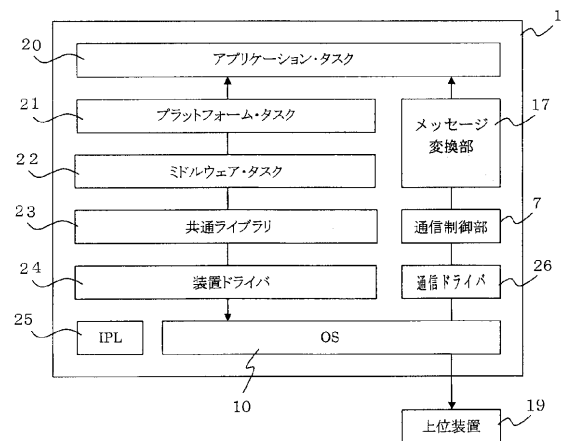 1
20
アプリケーション・タスク
21
プラットフォーム・タスク
メッセージ
変換部
17
22
ミドルウェア・タスク
23
共通ライブラリ
通信制御部
7
24
装置ドライバ
通信ドライバ
26
25
IPL
OS
10
19
上位装置